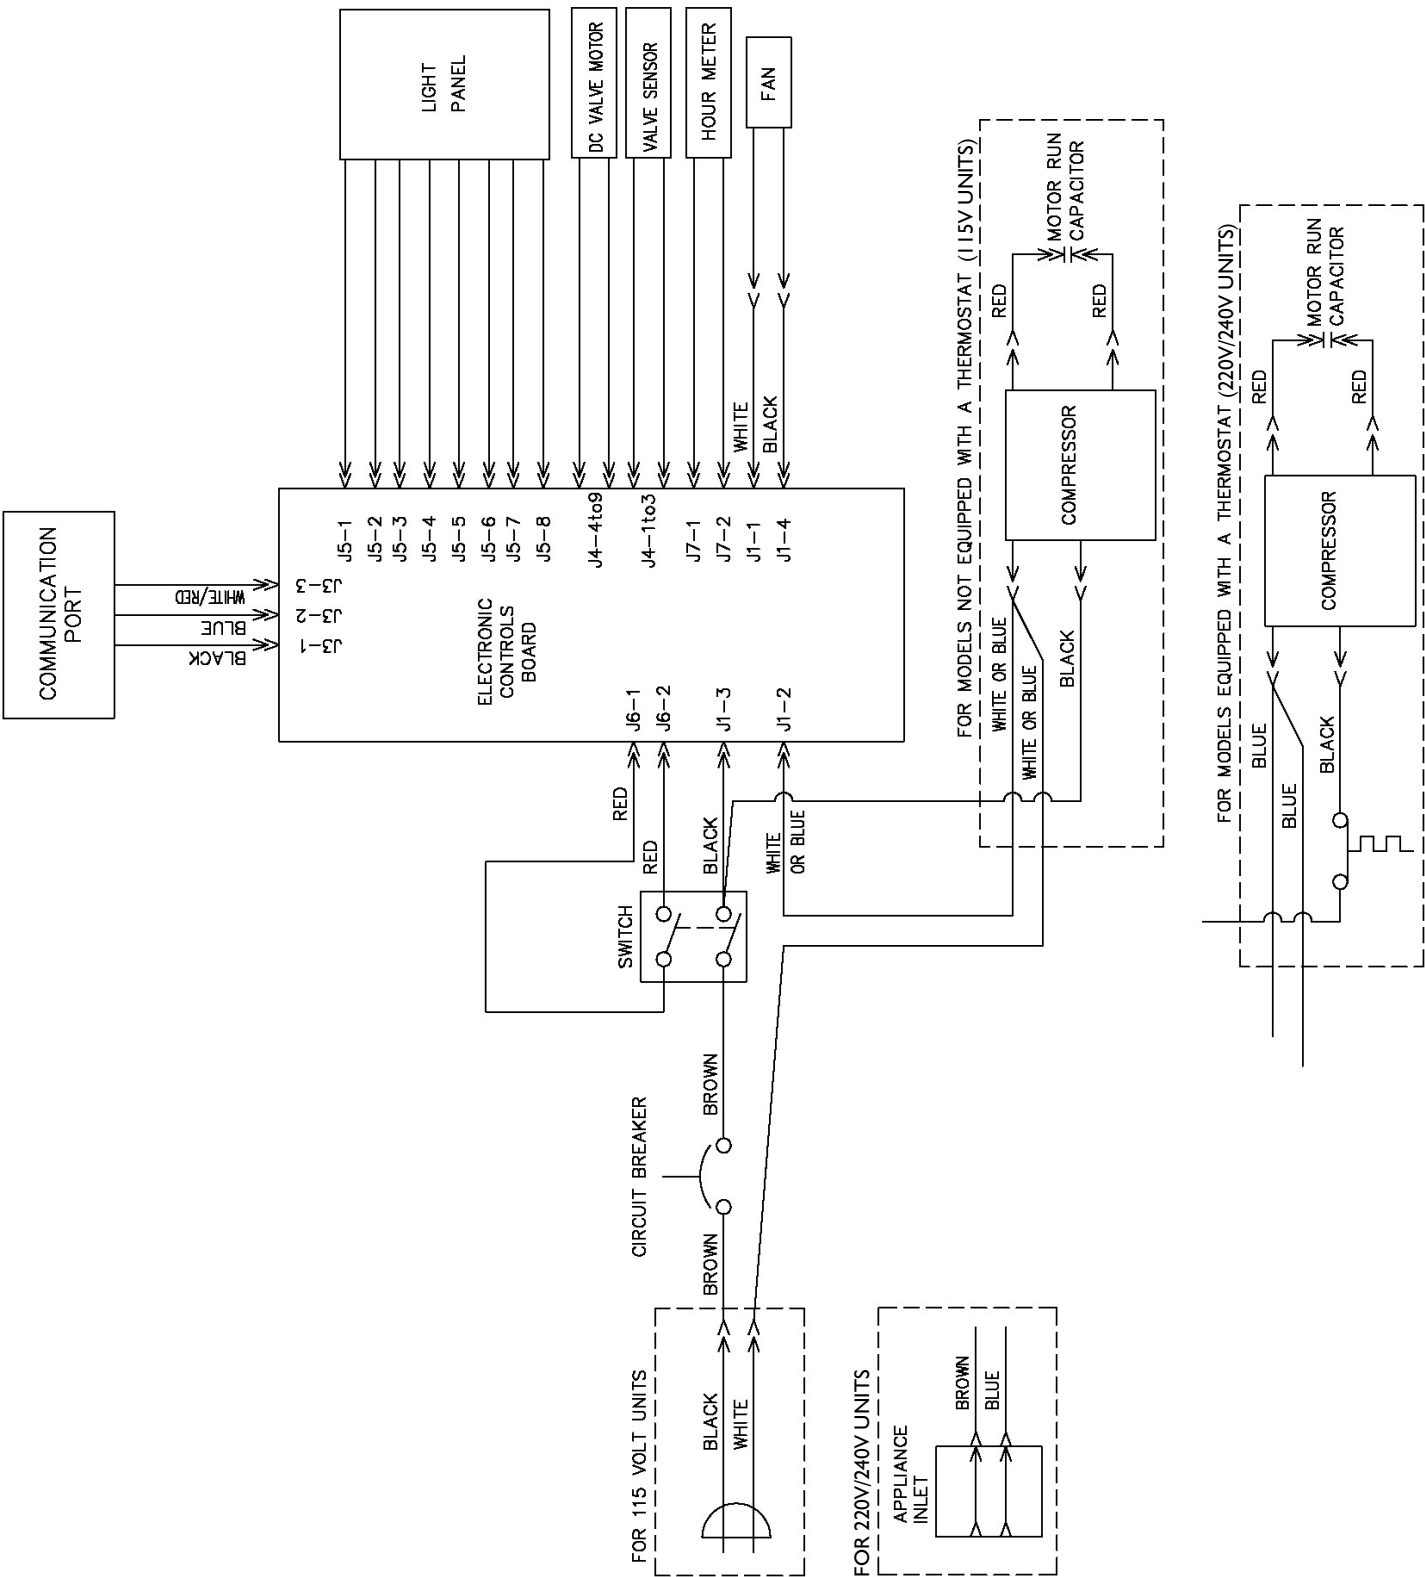 LIGHT
PANEL
DC VALVE MOTOR
VALVE SENSOR
HOUR METER
FAN
WHITE
BLACK
COMMUNICATION
PORT
WHITE/RED
BLUE
BLACK
J3-3
J3-2
J3-1
J5-1
J5-2
J5-3
J5-4
J5-5
J5-6
J5-7
J5-8
J4-4to9
J4-1to3
J7-1
J7-2
J1-1
J1-4
ELECTRONIC
CONTROLS
BOARD
J6-1
J6-2
J1-3
J1-2
RED
RED
BLACK
WHITE
OR BLUE
SWITCH
BROWN
CIRCUIT BREAKER
BROWN
FOR 115 VOLT UNITS
BLACK
WHITE
FOR 220V/240V UNITS
APPLIANCE
INLET
BROWN
BLUE
FOR MODELS NOT EQUIPPED WITH A THERMOSTAT (115V UNITS)
MOTOR RUN
CAPACITOR
RED
RED
COMPRESSOR
WHITE OR BLUE
WHITE OR BLUE
BLACK
FOR MODELS EQUIPPED WITH A THERMOSTAT (220V/240V UNITS)
MOTOR RUN
CAPACITOR
RED
RED
COMPRESSOR
BLUE
BLUE
BLACK